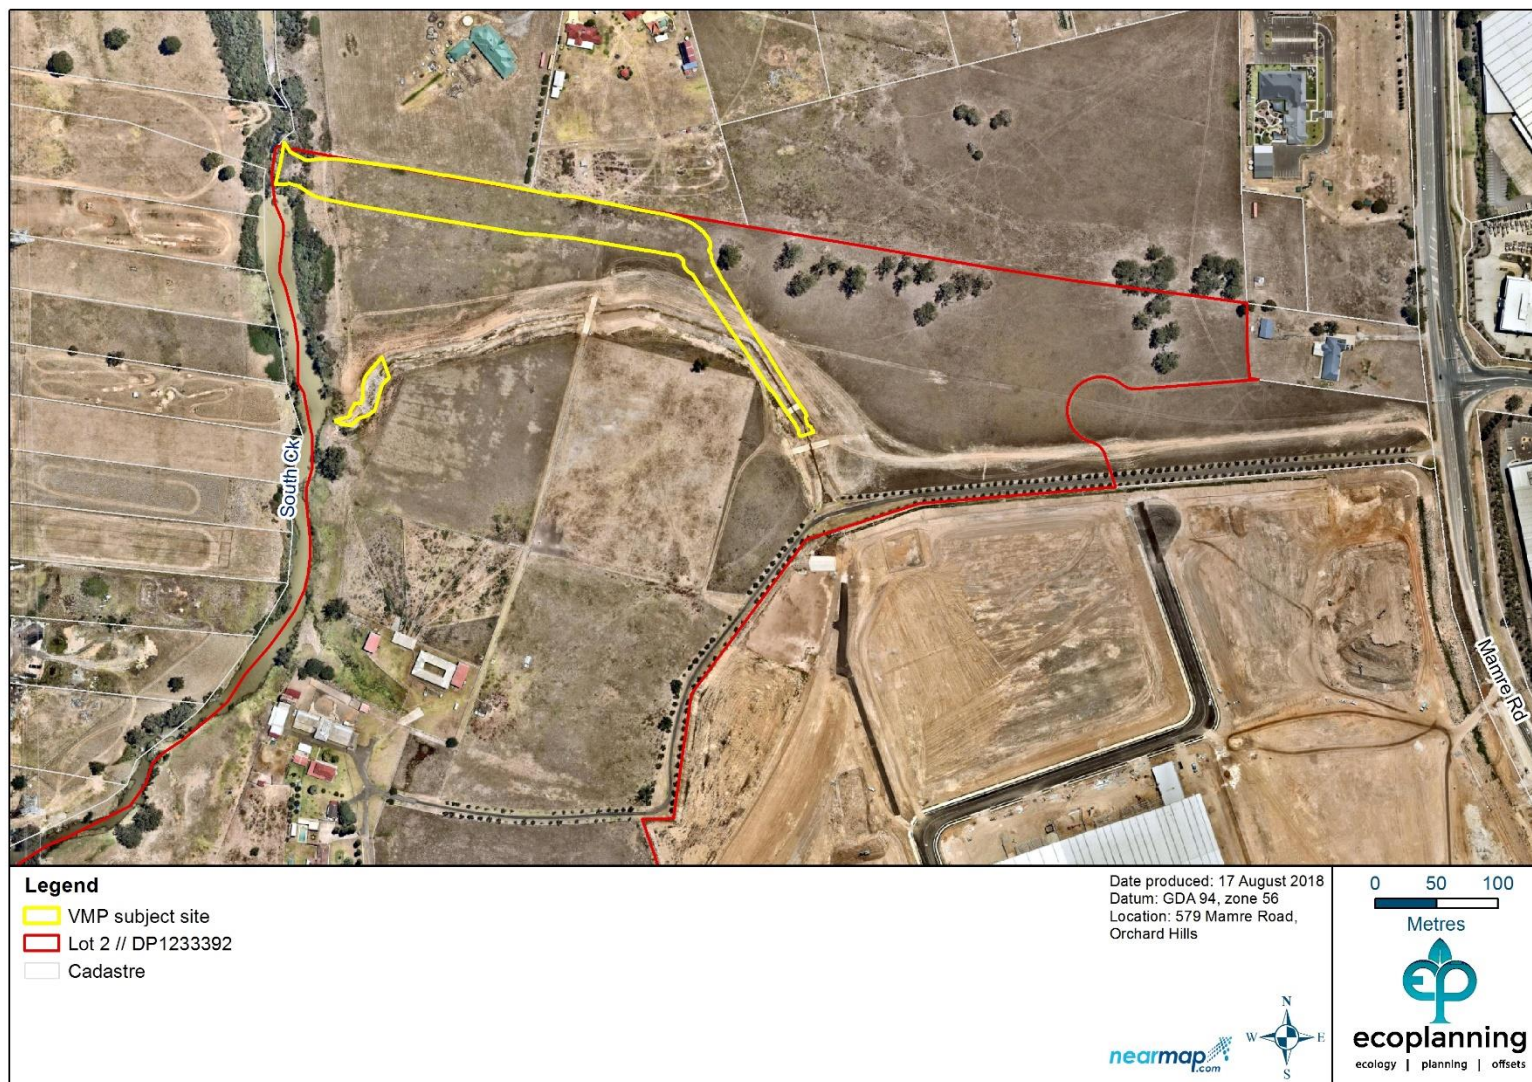 South Ck
Mamre Rd
Legend
VMP subject site
Lot 2 // DP1233392
Cadastre
Date produced: 17 August 2018
Datum: GDA 94, zone 56
Location: 579 Mamre Road,
Orchard Hills
nearmap
.com
N
W E
S
0 50 100
Metres
ep
ecoplanning
ecology | planning | offsets